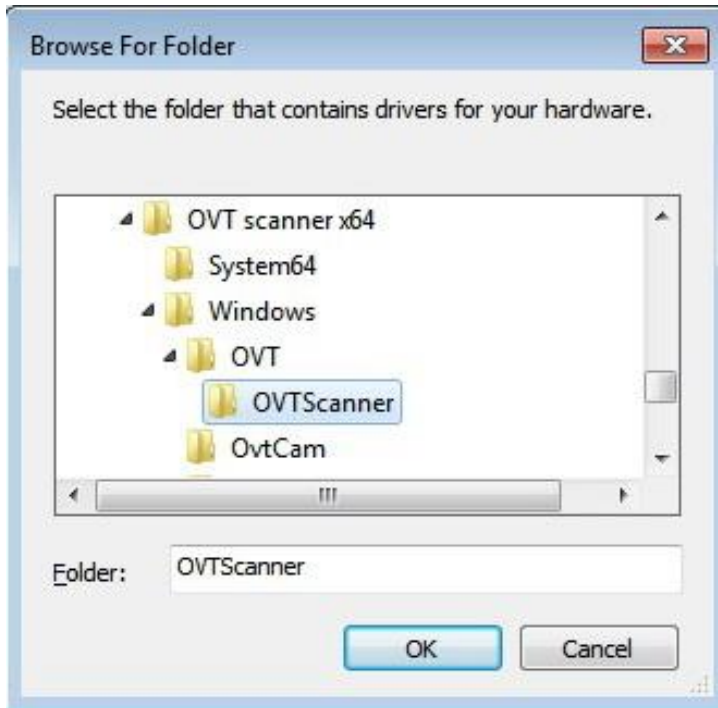 Browse For Folder
Select the folder that contains drivers for your hardware.
OVT scanner x64
System64
Windows
OVT
OVTScanner
OvtCam
Folder: OVTScanner
OK Cancel